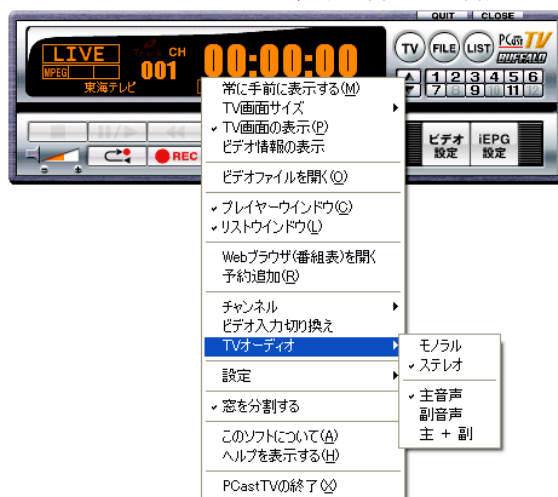 QUIT CLOSE
LIVE
MPEG
CH
001
00:00:00
東海テレビ
TV FILE LIST
PCast TV
BUFFALO
1 2 3 4 5 6
7 8 9 10 11 12
REC
ビデオ設定
iEPG設定
常に手前に表示する(M)
TV画面サイズ
TV画面の表示(P)
ビデオ情報の表示
ビデオファイルを開く(O)
プレイヤーウインドウ(C)
リストウインドウ(L)
Webブラウザ(番組表)を開く
予約追加(R)
チャンネル
ビデオ入力切り換え
TVオーディオ
モノラル
ステレオ
主音声
副音声
主 + 副
設定
窓を分割する
このソフトについて(A)
ヘルプを表示する(H)
PCastTVの終了(X)